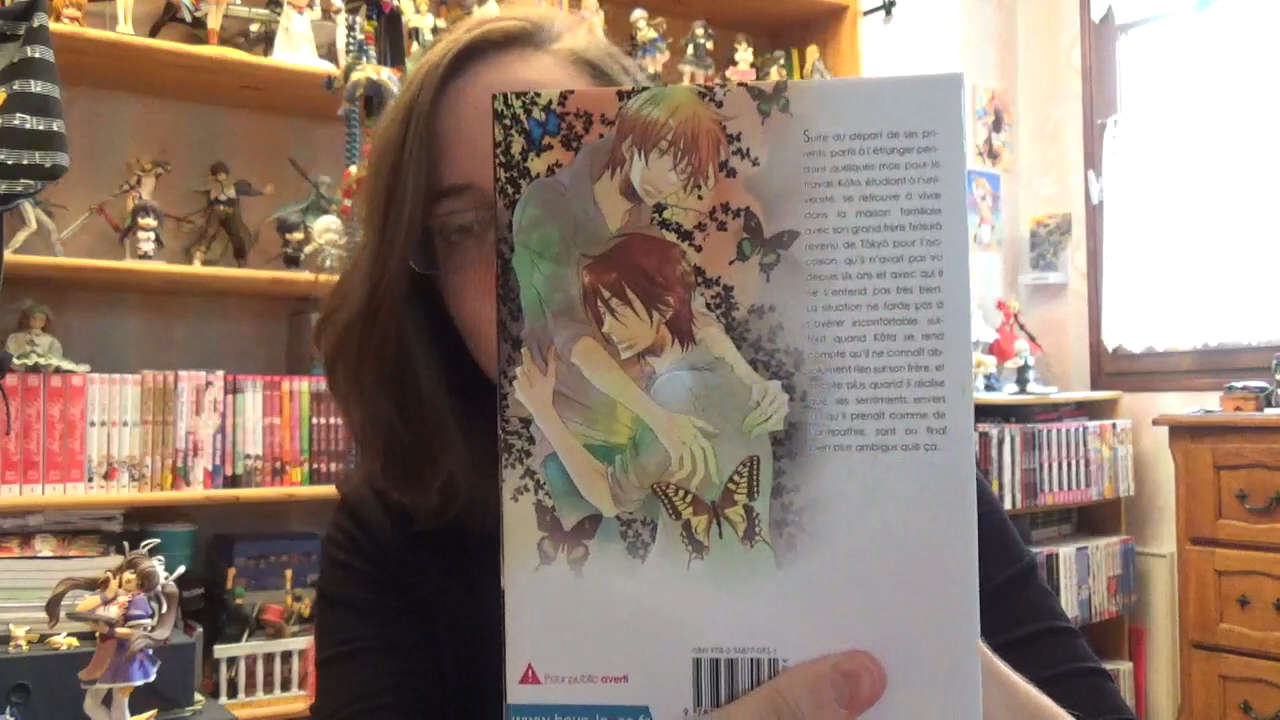 Suite au départ de ses pa-
rents partis à l'étranger pen-
dant quelques mois pour le
travail, Kôta, étudiant à l'uni-
versité, se retrouve à vivre
dans la maison familiale
avec son grand frère Tetsurô
revenu de Tôkyô pour l'oc-
casion, qu'il n'avait pas vu
depuis dix ans et avec qui il
ne s'entend pas très bien.
La situation ne tarde pas à
s'avérer inconfortable, sur-
tout quand Kôta se rend
compte qu'il ne connaît ab-
solument rien sur son frère, et
encore plus quand il réalise
que ses sentiments envers
qu'il prenait comme de
l'antipathie, sont au final
bien plus ambigus que ça...
Pour public averti